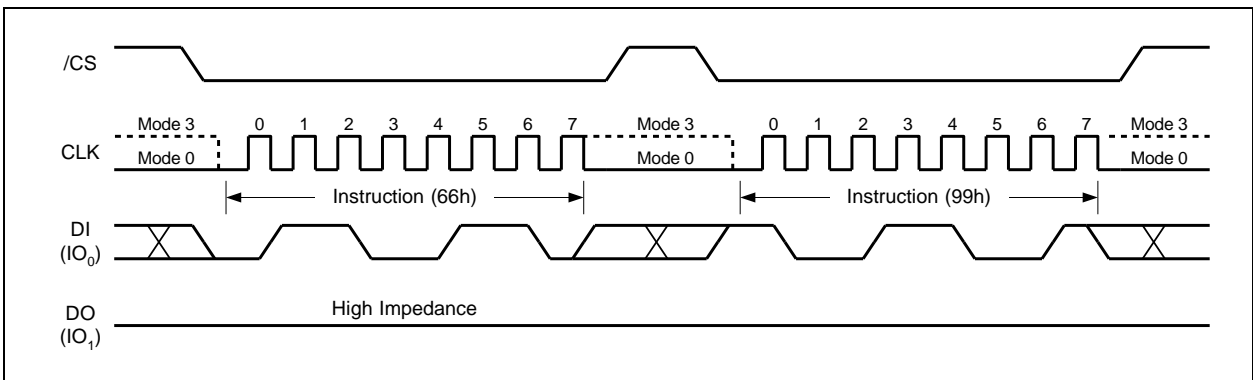 /CS
Mode 3 0 1 2 3 4 5 6 7 Mode 3 0 1 2 3 4 5 6 7 Mode 3
CLK Mode 0 Mode 0 Mode 0
Instruction (66h) Instruction (99h)
DI
(IO0)
High Impedance
DO
(IO1)